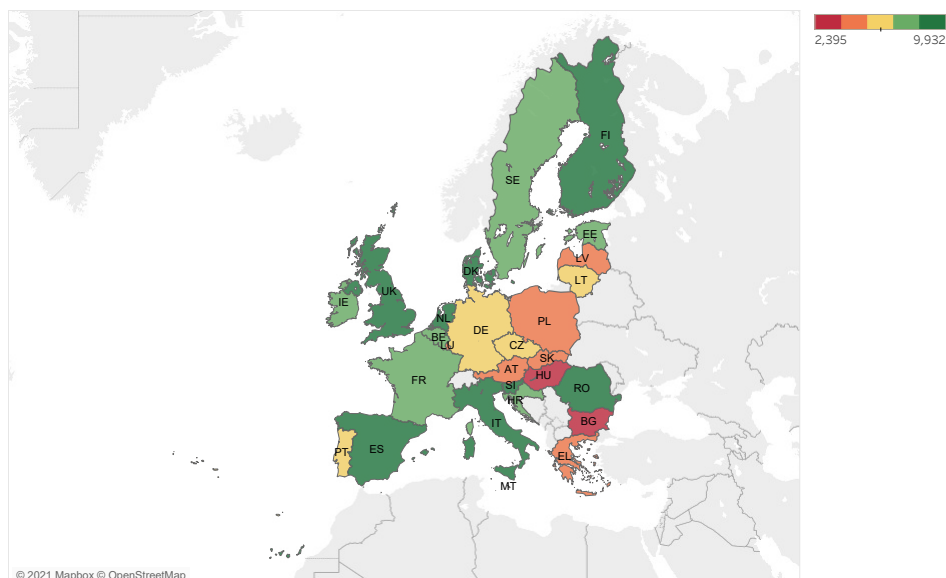 2,395 9,932
FI
SE
EE
LV
LT
DK
UK
IE
NL
BE
LU
DE
PL
CZ
SK
AT
HU
FR
SI
HR
RO
IT
BG
PT
ES
EL
MT
© 2021 Mapbox © OpenStreetMap